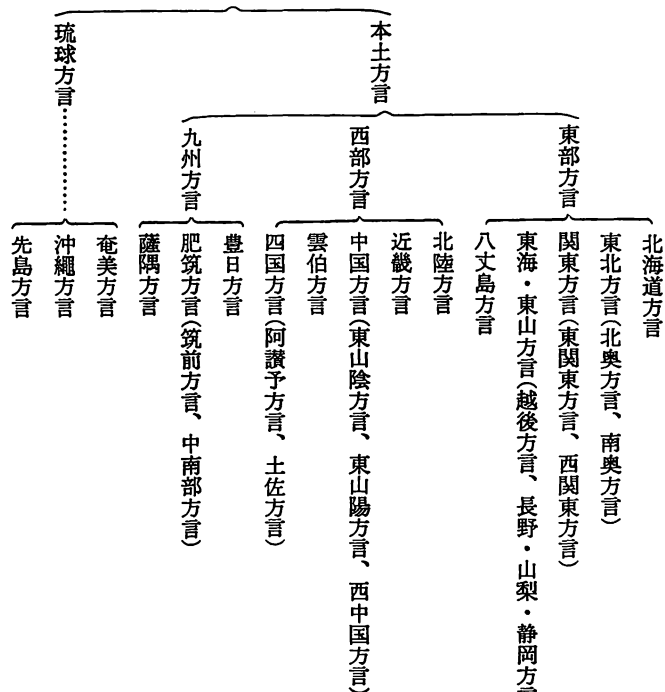 本土方言
東部方言
北海道方言
東北方言(北奥方言、南奥方言)
関東方言(東関東方言、西関東方言)
東海・東山方言(越後方言、長野・山梨・静岡方言
八丈島方言
西部方言
北陸方言
近畿方言
中国方言(東山陰方言、東山陽方言、西中国方言)
雲伯方言
四国方言(阿讃予方言、土佐方言)
九州方言
豊日方言
肥筑方言(筑前方言、中南部方言)
薩隅方言
琉球方言
奄美方言
沖繩方言
先島方言